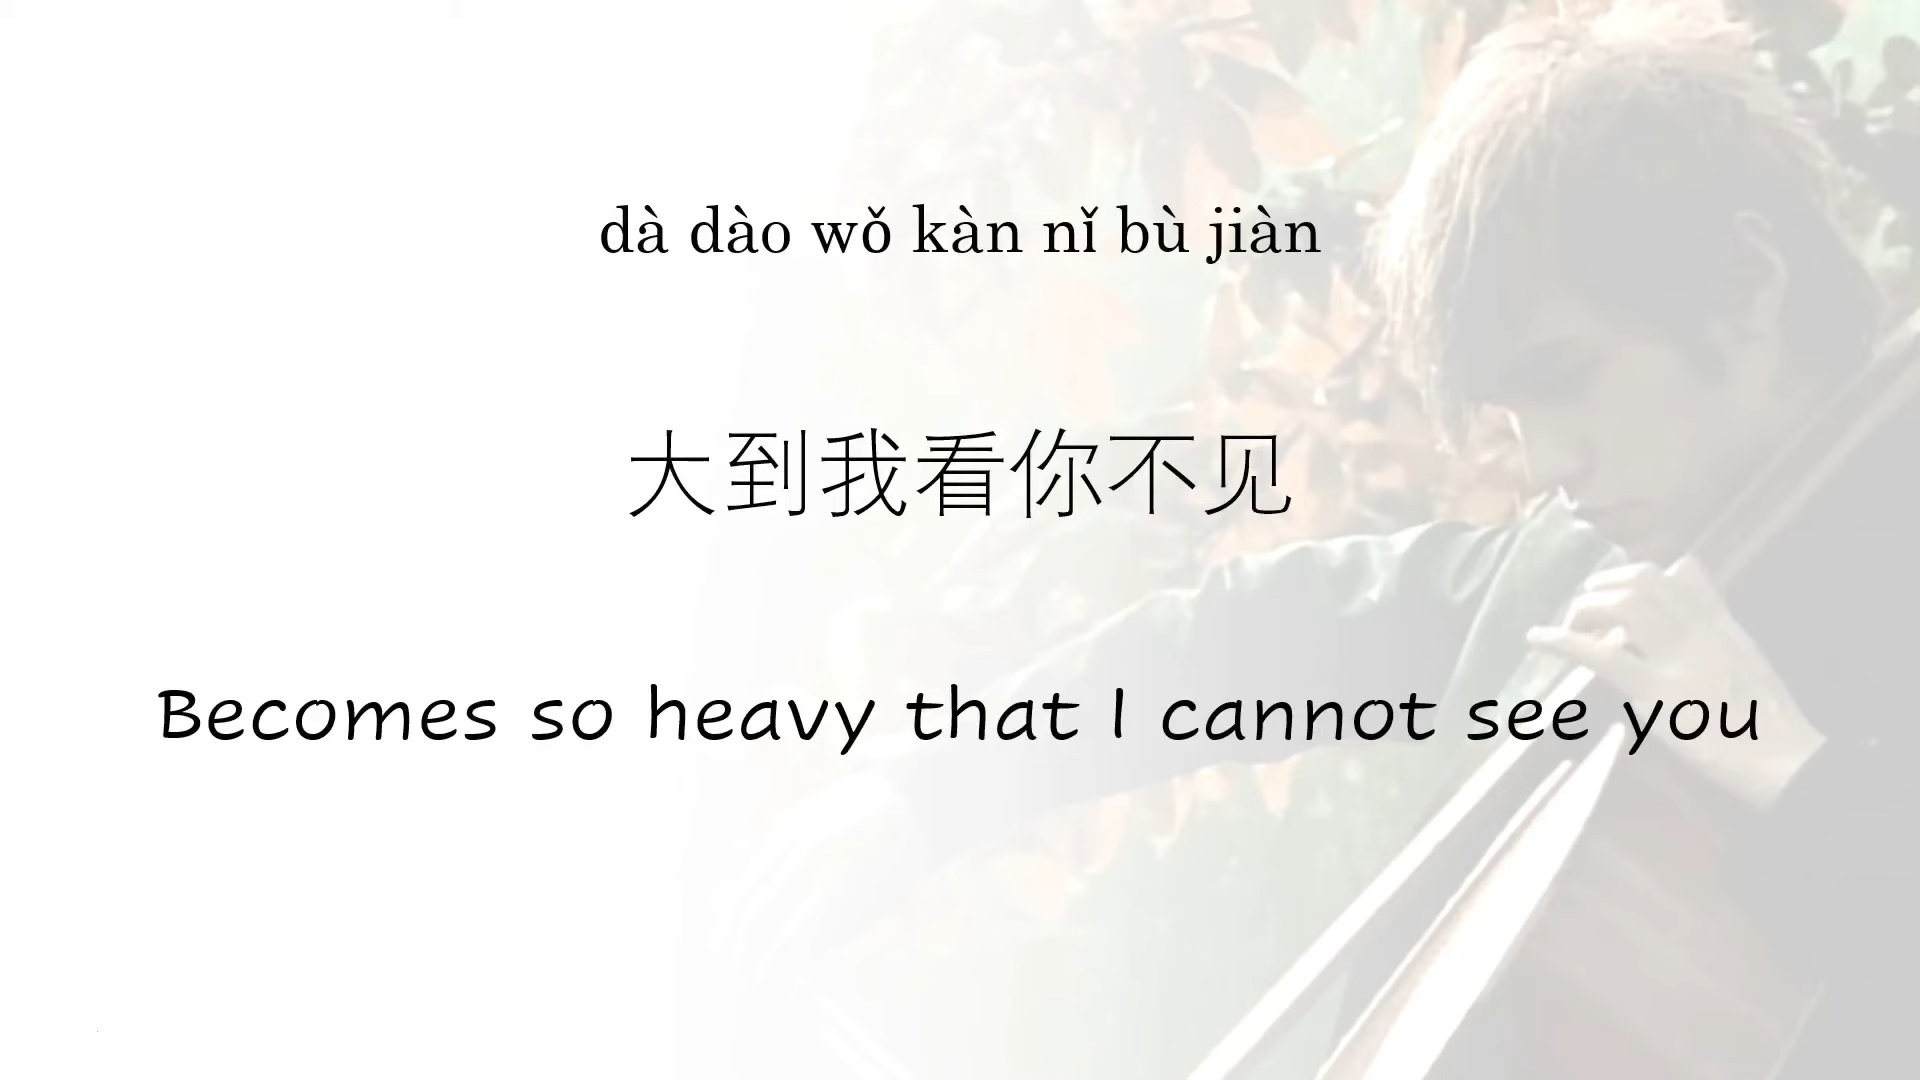 dà dào wǒ kàn nǐ bù jiàn
大到我看你不见
Becomes so heavy that I cannot see you